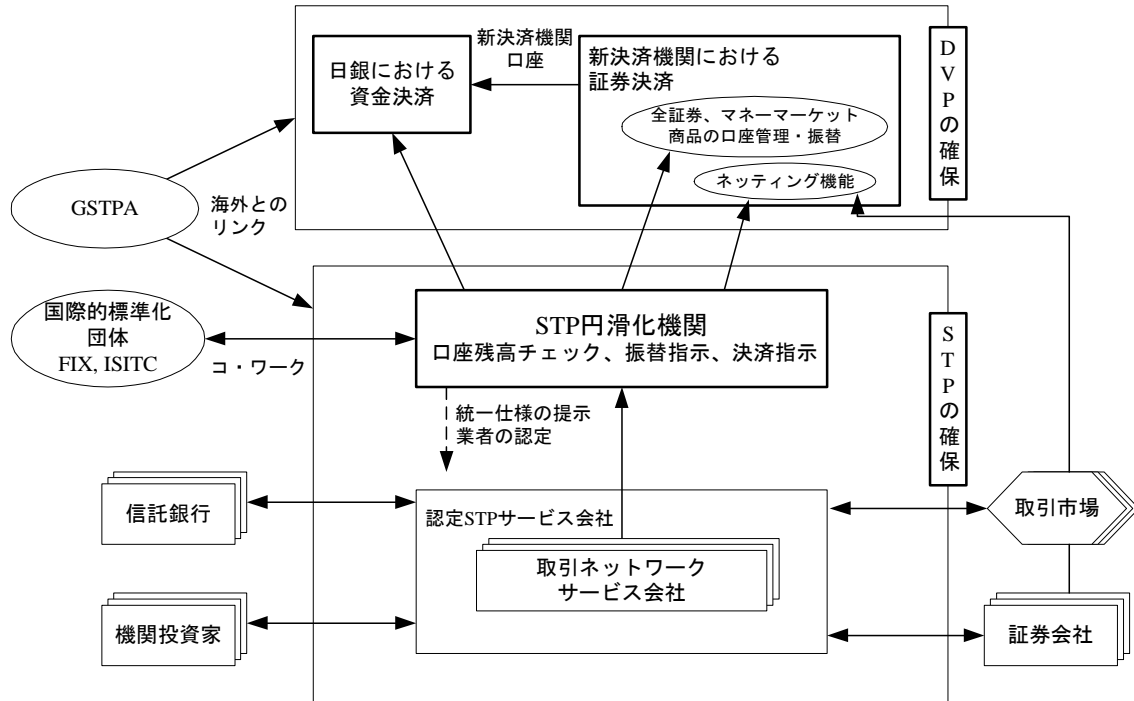 日銀における
資金決済
新決済機関
口座
新決済機関における
証券決済
全証券、マネーマーケット
商品の口座管理・振替
ネッティング機能
DVPの確保
GSTPA
海外との
リンク
国際的標準化
団体
FIX, ISITC
コ・ワーク
STP円滑化機関
口座残高チェック、振替指示、決済指示
STPの確保
統一仕様の提示
業者の認定
信託銀行
認定STPサービス会社
取引ネットワーク
サービス会社
取引市場
機関投資家
証券会社